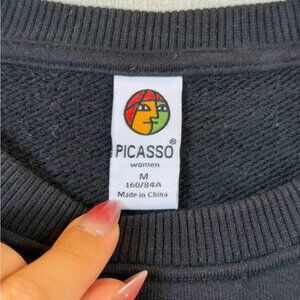 PICASSO®
women
M
160/84A
Made in China